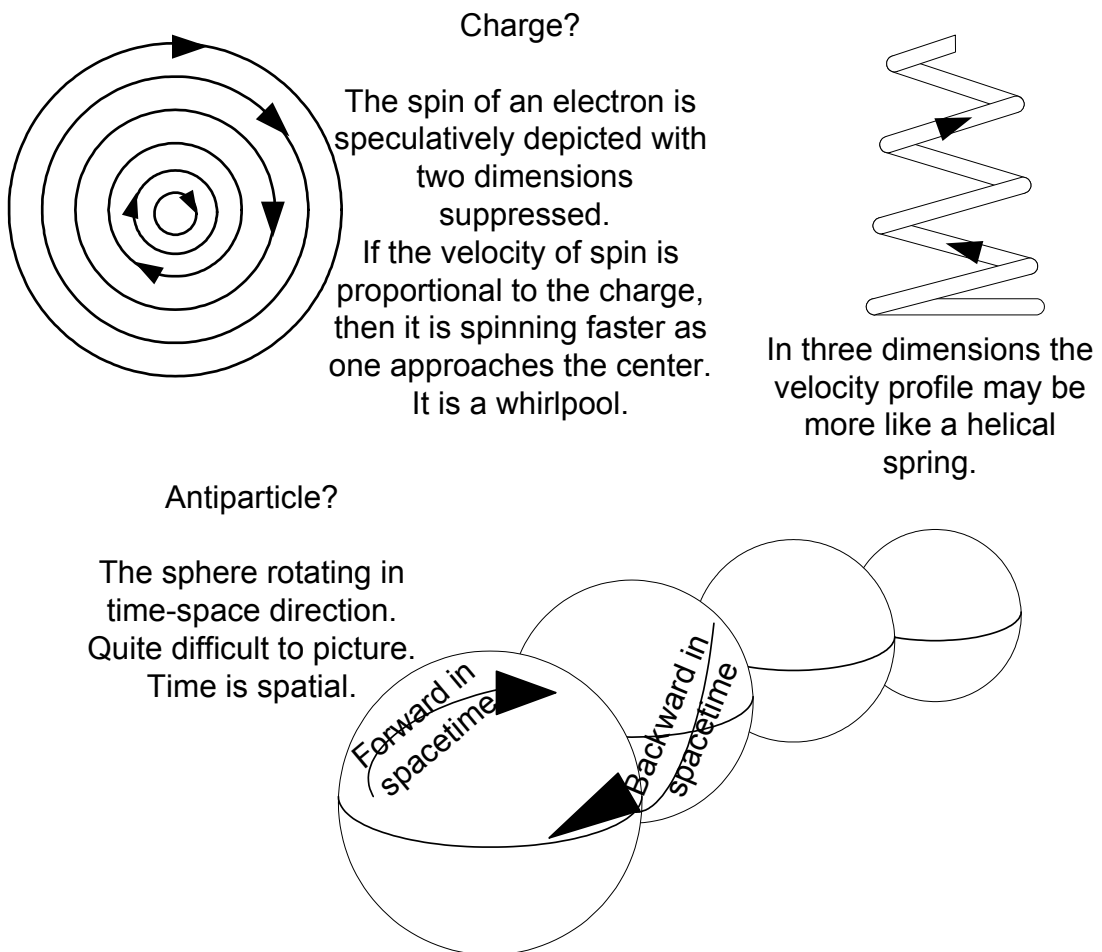 Charge?
The spin of an electron is
speculatively depicted with
two dimensions
suppressed.
If the velocity of spin is
proportional to the charge,
then it is spinning faster as
one approaches the center.
It is a whirlpool.
In three dimensions the
velocity profile may be
more like a helical
spring.
Antiparticle?
The sphere rotating in
time-space direction.
Quite difficult to picture.
Time is spatial.
Forward in
spacetime
Backward in
spacetime